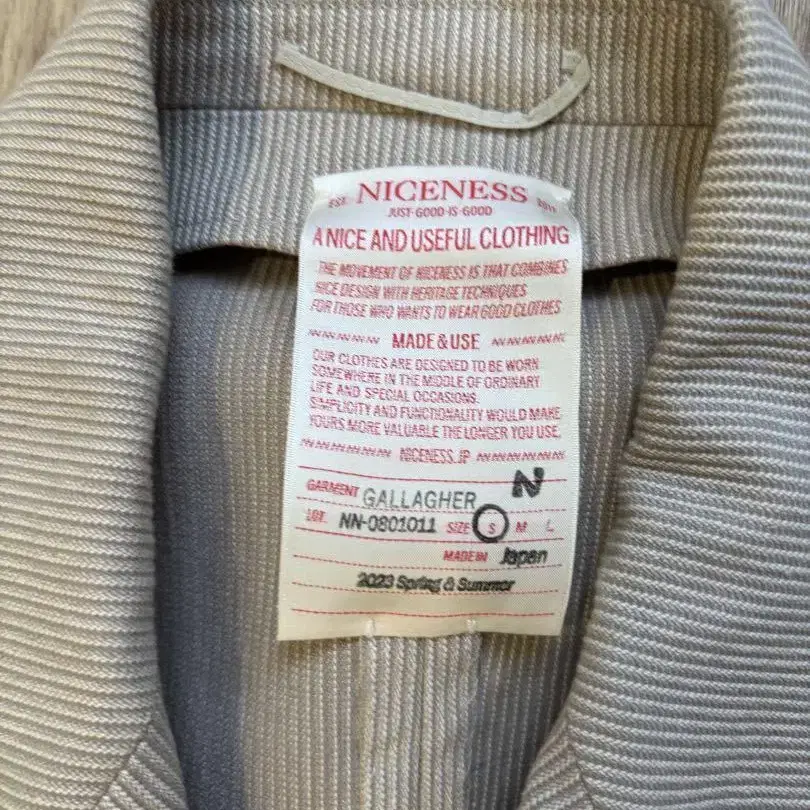 EST. NICENESS 2011
JUST·GOOD·IS·GOOD
A NICE AND USEFUL CLOTHING
THE MOVEMENT OF NICENESS IS THAT COMBINES
NICE DESIGN WITH HERITAGE TECHNIQUES
FOR THOSE WHO WANTS TO WEAR GOOD CLOTHES
MADE & USE
OUR CLOTHES ARE DESIGNED TO BE WORN
SOMEWHERE IN THE MIDDLE OF ORDINARY
LIFE AND SPECIAL OCCASIONS.
SIMPLICITY AND FUNCTIONALITY WOULD MAKE
YOURS MORE VALUABLE THE LONGER YOU USE.
NICENESS.JP
GARMENT GALLAGHER N
LOT. NN-0801011 SIZE S M L
MADE IN Japan
2023 Spring & Summer